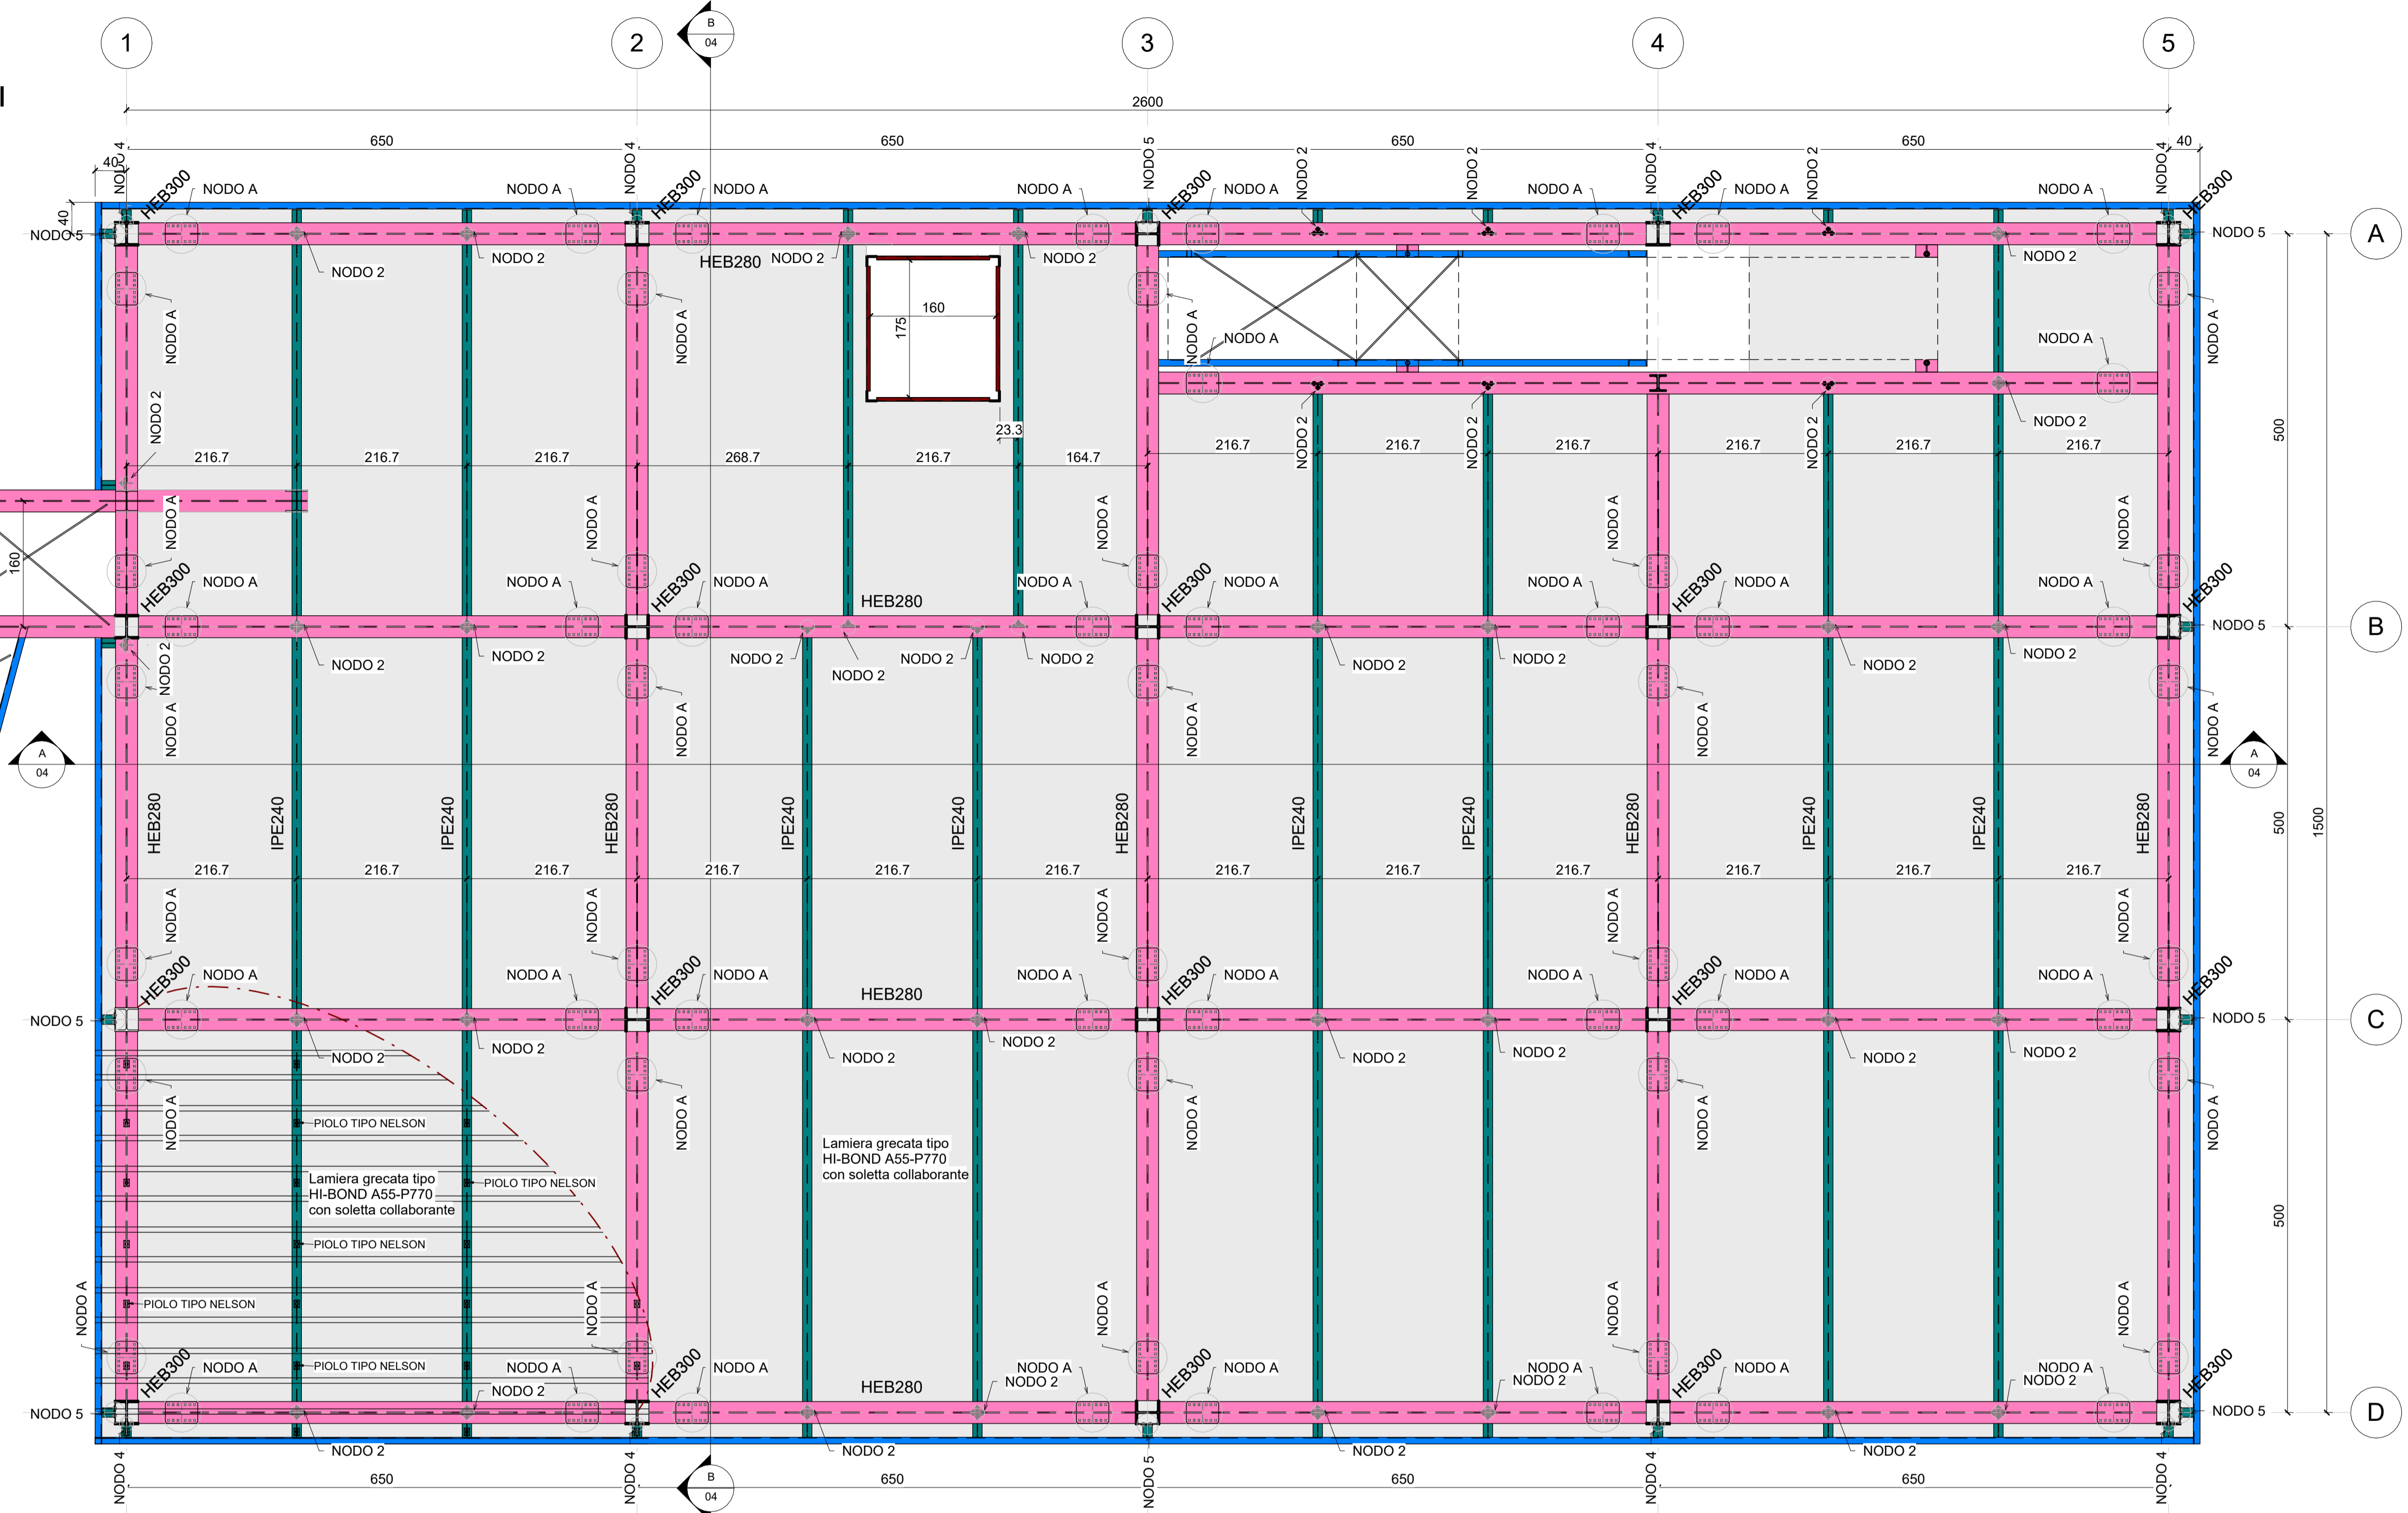 1
2
3
4
5
B
04
2600
650
650
650
650
40
40
40
NODO 4
NODO 4
NODO 5
NODO 2
NODO 2
NODO 4
NODO 2
NODO 4
HEB300
HEB300
HEB300
HEB300
HEB300
NODO A
NODO A
NODO A
NODO A
NODO A
NODO A
NODO A
NODO A
NODO 5
NODO 5
A
NODO 2
NODO 2
HEB280
NODO 2
NODO 2
NODO 2
NODO A
NODO A
NODO A
NODO A
160
175
NODO A
NODO A
NODO 2
23.3
NODO 2
NODO 2
NODO 2
NODO 2
500
216.7
216.7
216.7
268.7
216.7
164.7
216.7
216.7
216.7
216.7
216.7
216.7
160
NODO A
NODO A
NODO A
NODO A
NODO A
HEB300
HEB300
HEB300
HEB300
HEB300
NODO A
NODO A
NODO A
NODO A
NODO A
NODO A
NODO A
NODO A
HEB280
NODO 5
B
NODO 2
NODO 2
NODO 2
NODO 2
NODO 2
NODO 2
NODO 2
NODO 2
NODO 2
NODO 2
NODO 2
NODO A
NODO A
NODO A
NODO A
NODO A
A
04
A
04
HEB280
IPE240
IPE240
HEB280
IPE240
IPE240
HEB280
IPE240
IPE240
HEB280
IPE240
IPE240
HEB280
500
1500
216.7
216.7
216.7
216.7
216.7
216.7
216.7
216.7
216.7
216.7
216.7
216.7
NODO A
NODO A
NODO A
NODO A
NODO A
HEB300
HEB300
HEB300
HEB300
HEB300
NODO A
NODO A
NODO A
NODO A
NODO A
NODO A
NODO A
NODO A
HEB280
NODO 5
NODO 5
C
NODO 2
NODO 2
NODO 2
NODO 2
NODO 2
NODO 2
NODO 2
NODO 2
NODO A
NODO A
NODO A
NODO A
NODO A
PIOLO TIPO NELSON
Lamiera grecata tipo
HI-BOND A55-P770
con soletta collaborante
Lamiera grecata tipo
HI-BOND A55-P770
con soletta collaborante
PIOLO TIPO NELSON
PIOLO TIPO NELSON
PIOLO TIPO NELSON
PIOLO TIPO NELSON
500
NODO A
NODO A
NODO A
NODO A
NODO A
HEB300
HEB300
HEB300
HEB300
HEB300
NODO A
NODO A
NODO A
NODO A
NODO A
NODO A
NODO A
NODO A
NODO 2
HEB280
NODO 2
NODO 2
NODO 2
NODO 5
NODO 5
D
NODO 2
NODO 2
NODO 2
NODO 2
NODO 4
NODO 4
NODO 5
NODO 4
NODO 4
650
650
650
650
B
04